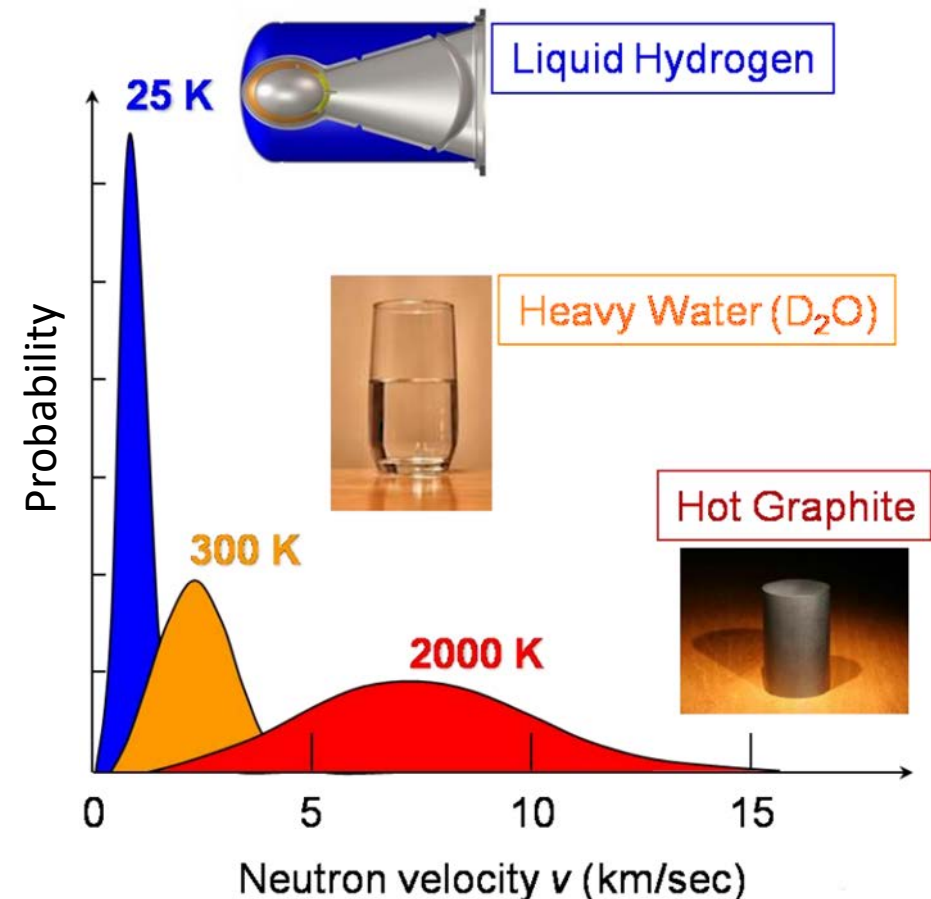 Liquid Hydrogen
25 K
Heavy Water (D₂O)
Probability
Hot Graphite
300 K
2000 K
0 5 10 15
Neutron velocity v (km/sec)